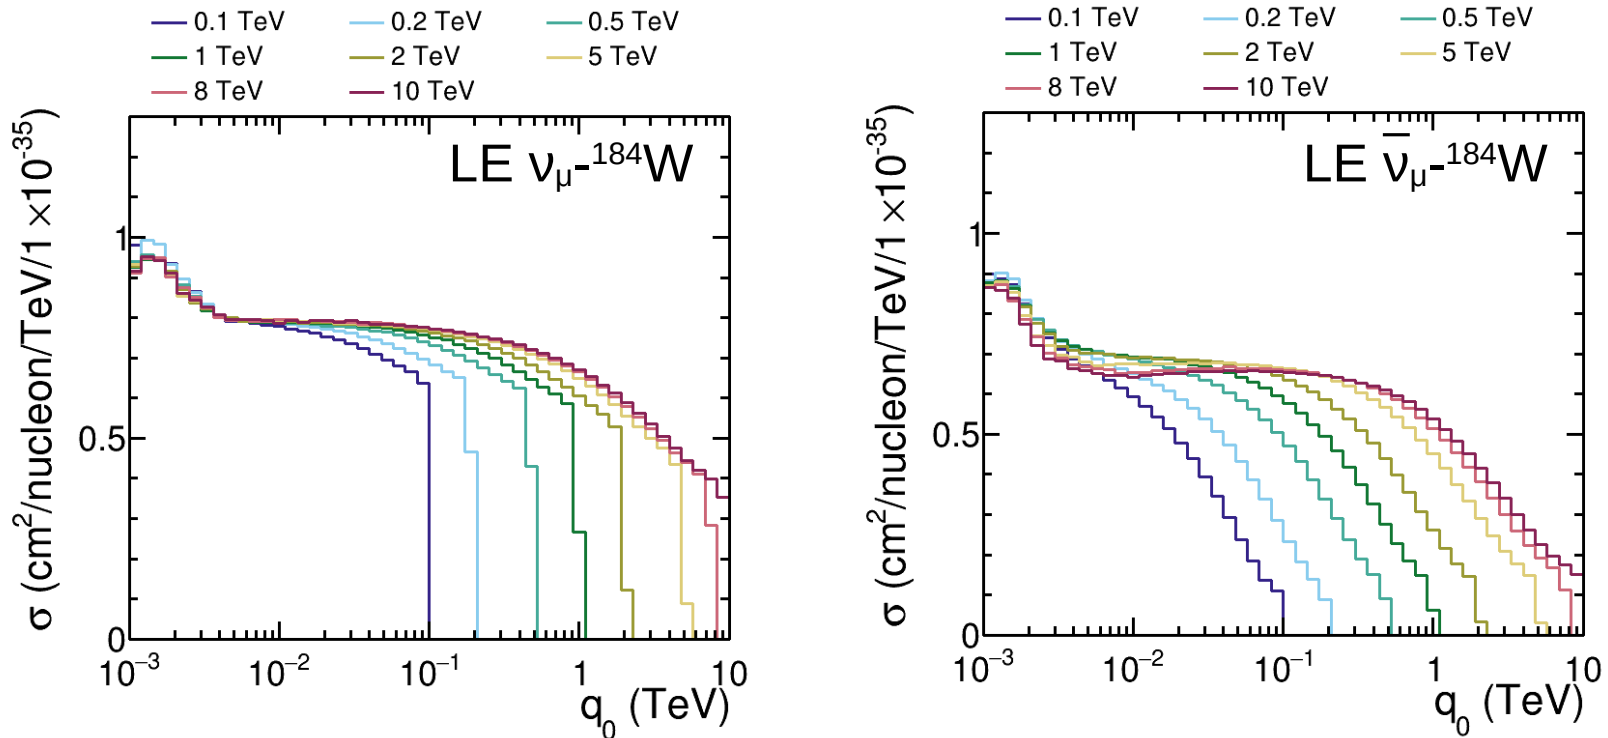 0.1 TeV 0.2 TeV 0.5 TeV
1 TeV 2 TeV 5 TeV
8 TeV 10 TeV
LE νμ-¹⁸⁴W
σ (cm²/nucleon/TeV/1 ×10⁻³⁵)
1
0.5
0
10⁻³ 10⁻² 10⁻¹ 1 10
q₀ (TeV)
0.1 TeV 0.2 TeV 0.5 TeV
1 TeV 2 TeV 5 TeV
8 TeV 10 TeV
LE ν̅μ-¹⁸⁴W
σ (cm²/nucleon/TeV/1 ×10⁻³⁵)
1
0.5
0
10⁻³ 10⁻² 10⁻¹ 1 10
q₀ (TeV)